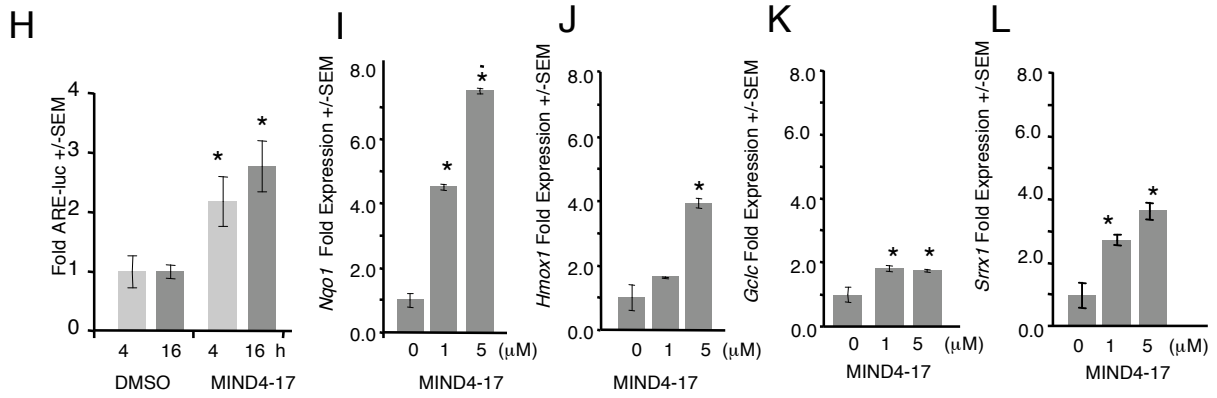 H
Fold ARE-luc +/-SEM
4
3
2
1
0
*
*
4 16 4 16 h
DMSO MIND4-17
I
Nqo1 Fold Expression +/-SEM
8.0
6.0
4.0
2.0
0.0
*
*
0 1 5 (μM)
MIND4-17
J
Hmox1 Fold Expression +/-SEM
8.0
6.0
4.0
2.0
0.0
*
0 1 5 (μM)
MIND4-17
K
Gclc Fold Expression +/-SEM
8.0
6.0
4.0
2.0
0.0
* *
0 1 5 (μM)
MIND4-17
L
Srrx1 Fold Expression +/-SEM
8.0
6.0
4.0
2.0
0.0
*
*
0 1 5 (μM)
MIND4-17